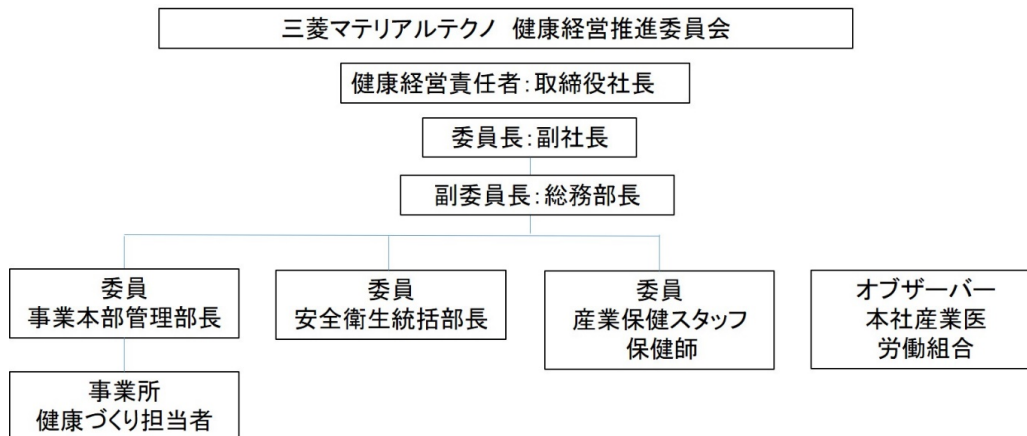 三菱マテリアルテクノ 健康経営推進委員会
健康経営責任者:取締役社長
委員長:副社長
副委員長:総務部長
委員
事業本部管理部長
委員
安全衛生統括部長
委員
産業保健スタッフ
保健師
オブザーバー
本社産業医
労働組合
事業所
健康づくり担当者